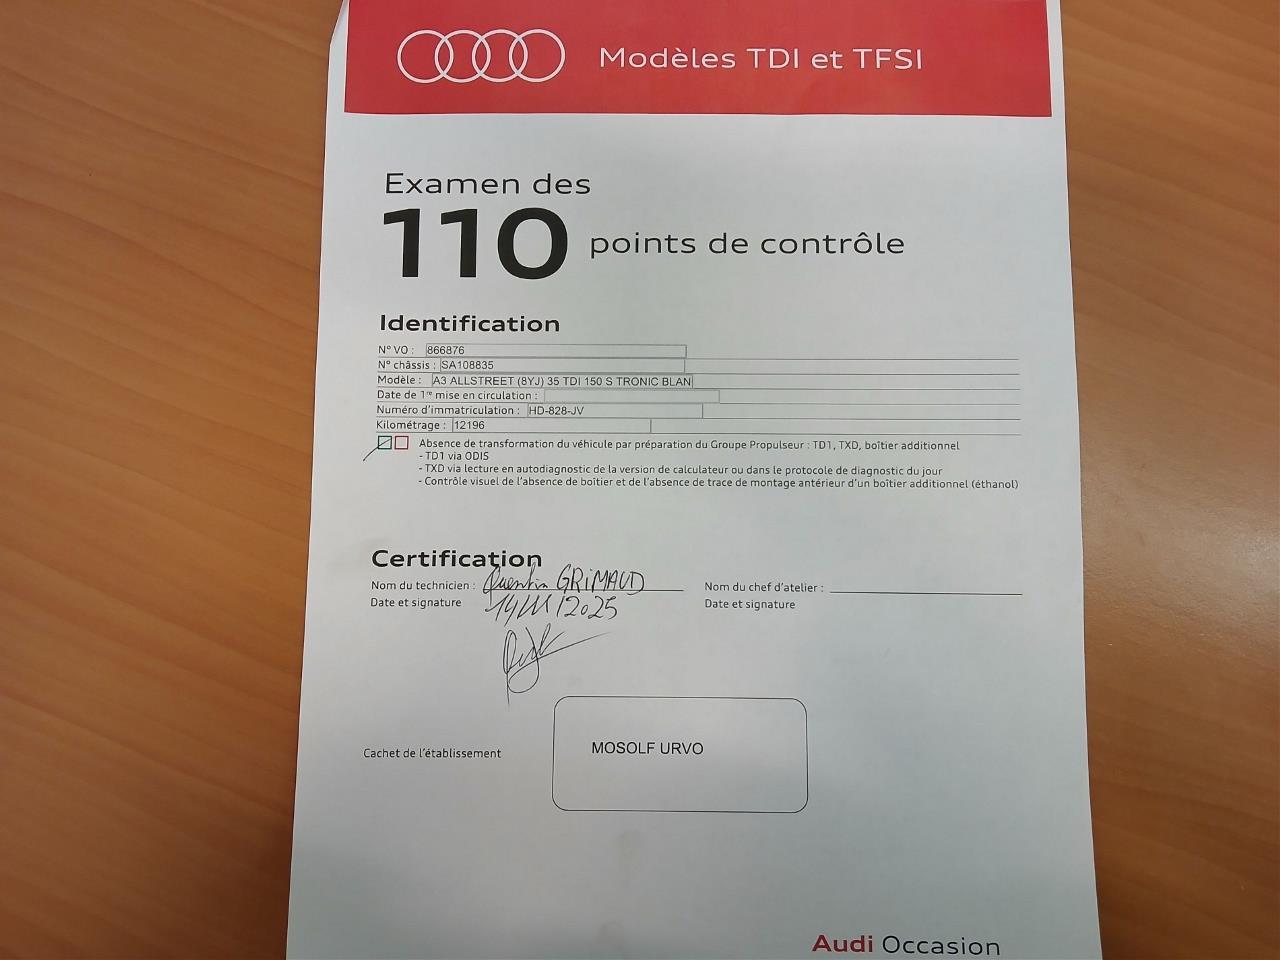 Modèles TDI et TFSI
Examen des
110 points de contrôle
Identification
N° VO : 866876
N° châssis : SA108835
Modèle : A3 ALLSTREET (8YJ) 35 TDI 150 S TRONIC BLAN
Date de 1re mise en circulation :
Numéro d'immatriculation : HD-828-JV
Kilométrage : 12196
Absence de transformation du véhicule par préparation du Groupe Propulseur : TD1, TXD, boîtier additionnel
- TD1 via ODIS
- TXD via lecture en autodiagnostic de la version de calculateur ou dans le protocole de diagnostic du jour
- Contrôle visuel de l'absence de boîtier et de l'absence de trace de montage antérieur d'un boîtier additionnel (éthanol)
Certification
Nom du technicien : Quentin GRIMAUD Nom du chef d'atelier :
Date et signature 14/11/2025 Date et signature
Cachet de l'établissement MOSOLF URVO
Audi Occasion